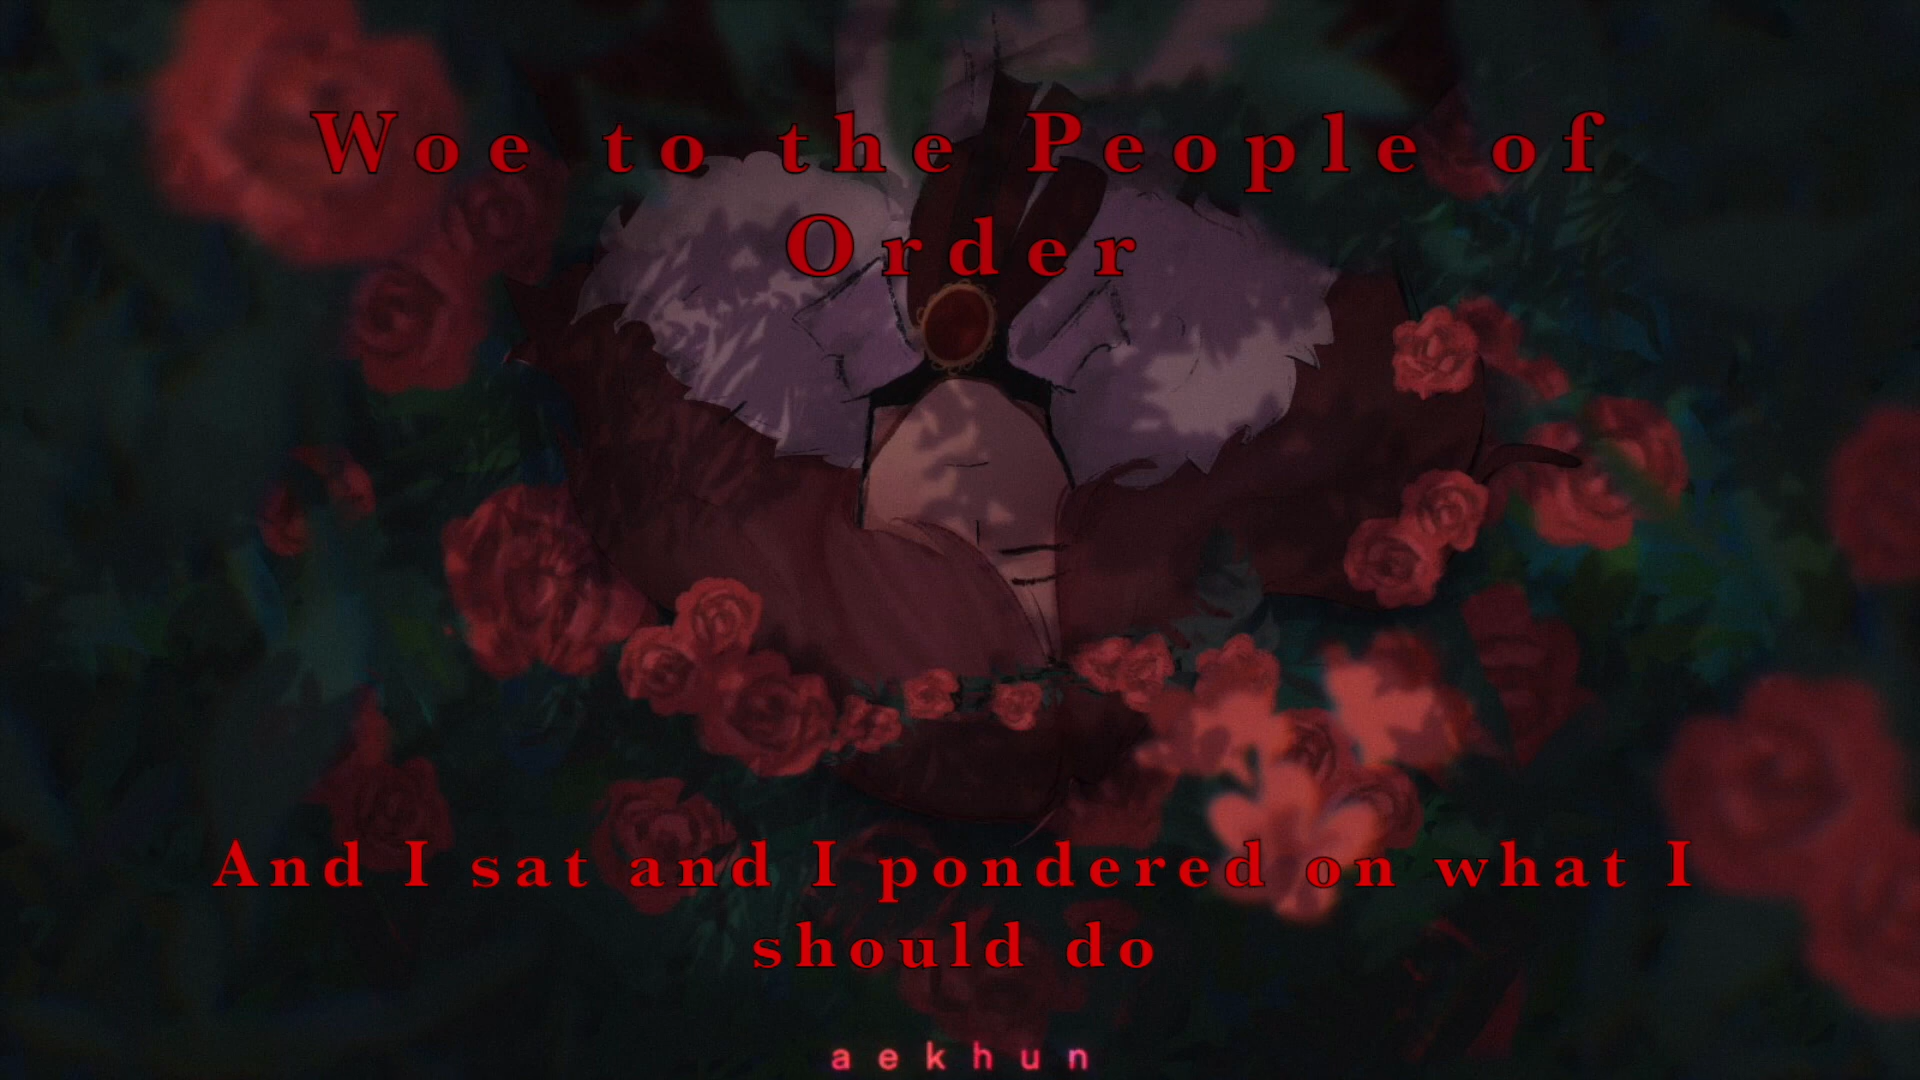 Woe to the People of
Order
And I sat and I pondered on what I
should do
aekhun